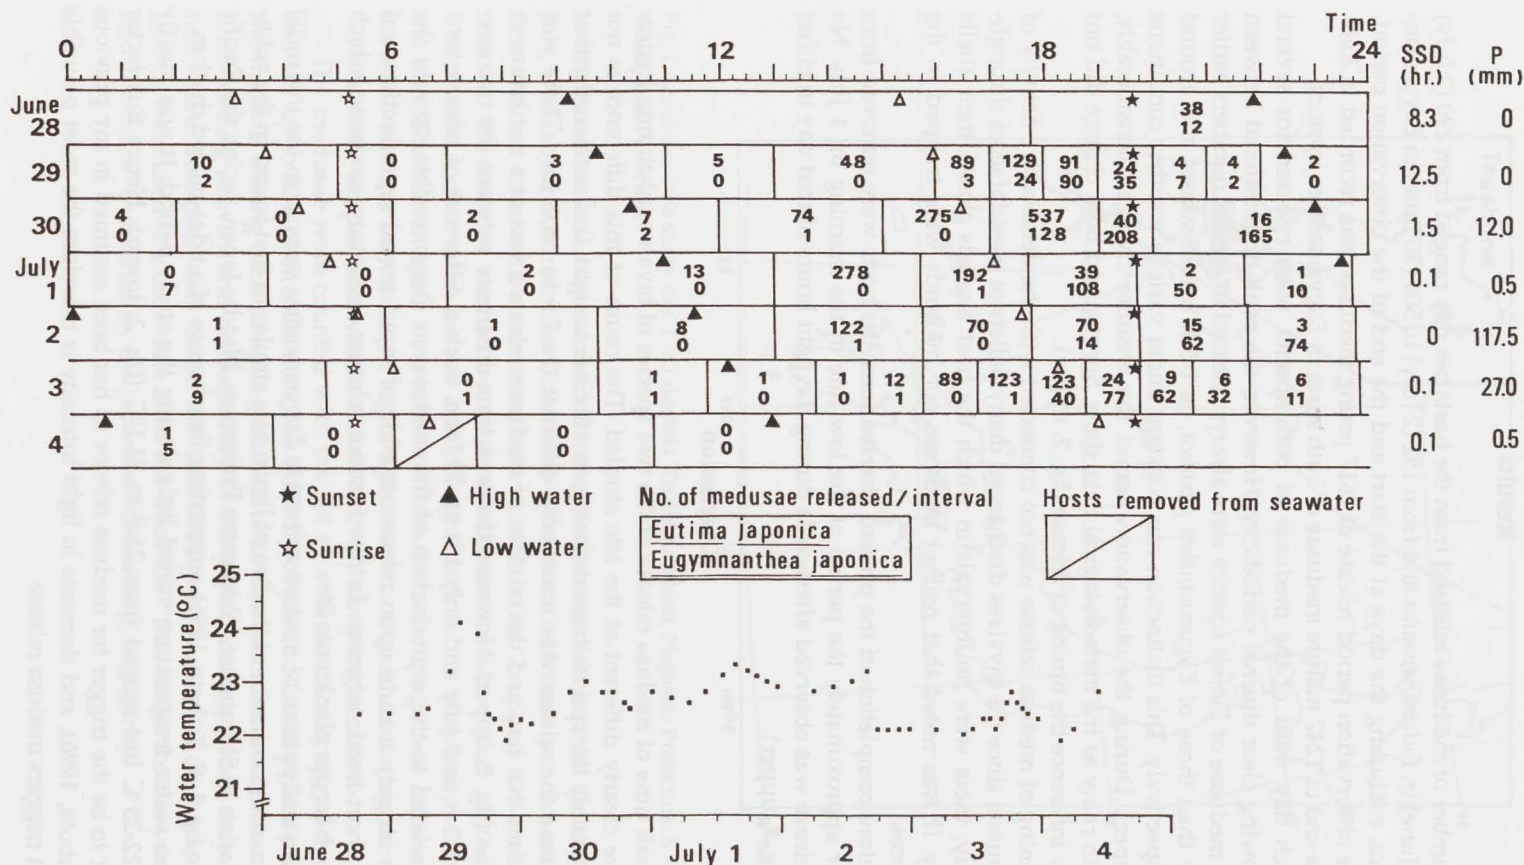 Time
0 6 12 18 24 SSD (hr.) P (mm)
June 28 38 8.3 0
12
29 10 0 3 5 48 89 129 91 24 4 4 2 12.5 0
2 0 0 0 0 3 24 90 35 7 2 0
30 4 0 2 7 74 275 537 40 16 1.5 12.0
0 0 0 2 1 0 128 208 165
July 1 0 0 2 13 278 192 39 2 1 0.1 0.5
7 0 0 0 0 1 108 50 10
2 1 4 8 122 70 70 15 3 0 117.5
1 0 0 1 0 14 62 74
3 2 0 1 1 1 12 89 123 123 24 9 6 6 0.1 27.0
9 1 1 0 0 1 0 1 40 77 62 32 11
4 1 0 0 0 0.1 0.5
5 0 0 0
★ Sunset ▲ High water No. of medusae released/interval Hosts removed from seawater
☆ Sunrise △ Low water Eutima japonica
Eugymnanthea japonica
Water temperature (°C)
25
24
23
22
21
June 28 29 30 July 1 2 3 4